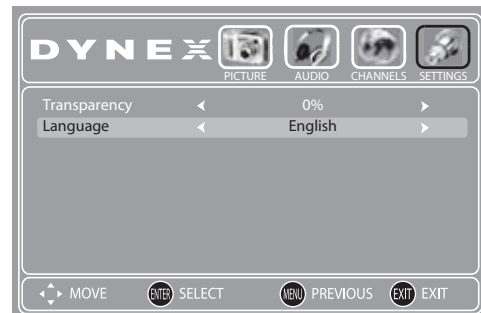 DYNEX
PICTURE AUDIO CHANNELS SETTINGS
Transparency 0%
Language English
MOVE ENTER SELECT MENU PREVIOUS EXIT EXIT